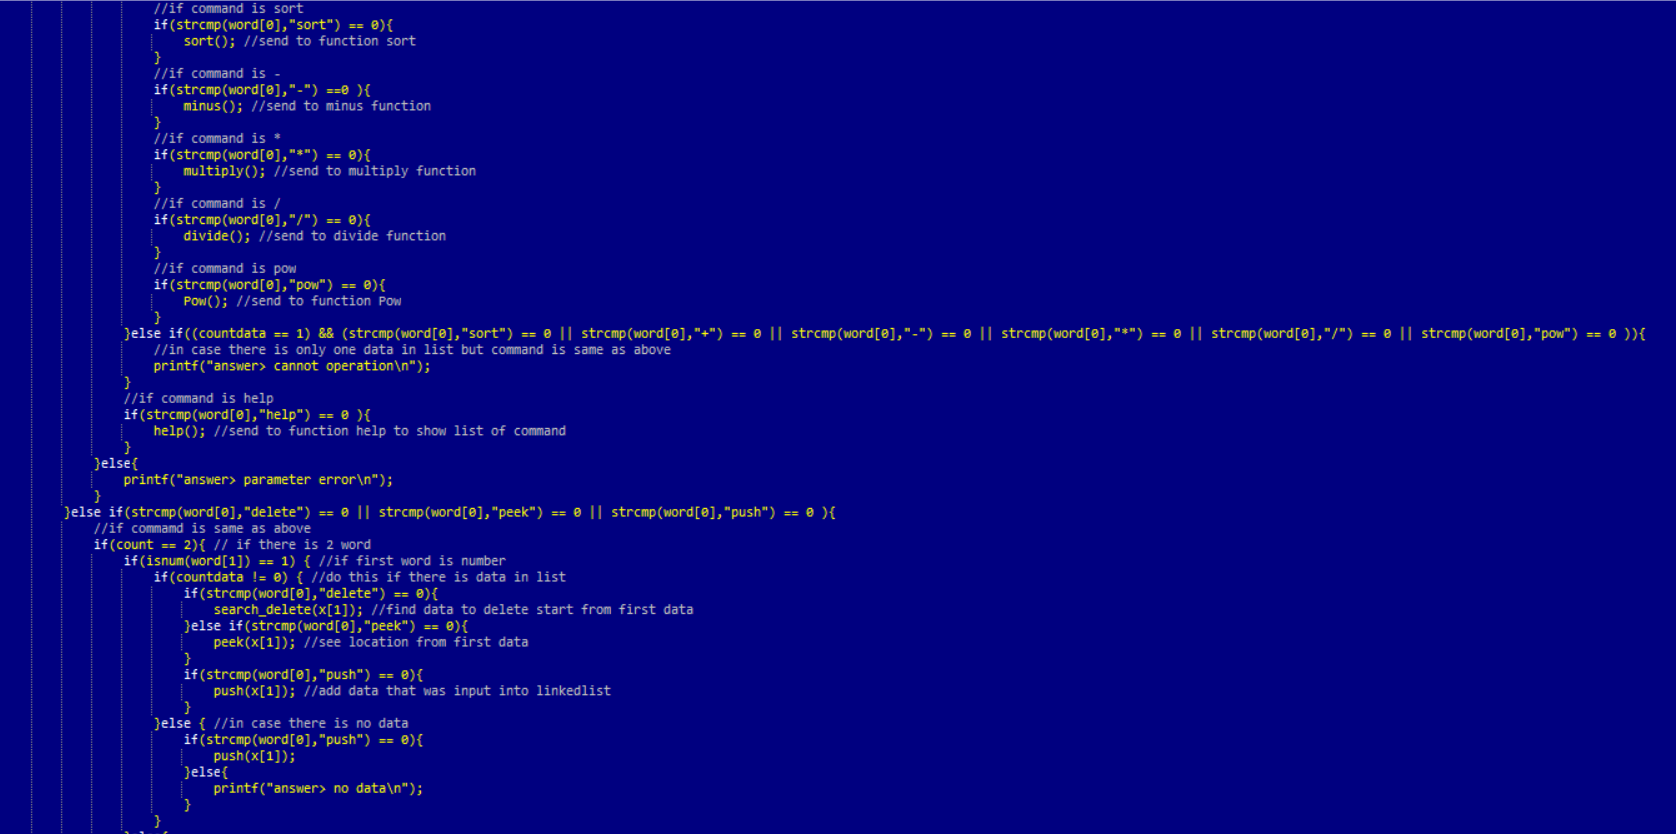 //if command is sort
if(strcmp(word[0],"sort") == 0){
sort(); //send to function sort
}
//if command is -
if(strcmp(word[0],"-") ==0 ){
minus(); //send to minus function
}
//if command is *
if(strcmp(word[0],"*") == 0){
multiply(); //send to multiply function
}
//if command is /
if(strcmp(word[0],"/") == 0){
divide(); //send to divide function
}
//if command is pow
if(strcmp(word[0],"pow") == 0){
Pow(); //send to function Pow
}
}else if((countdata == 1) && (strcmp(word[0],"sort") == 0 || strcmp(word[0],"+") == 0 || strcmp(word[0],"-") == 0 || strcmp(word[0],"*") == 0 || strcmp(word[0],"/") == 0 || strcmp(word[0],"pow") == 0 )){
//in case there is only one data in list but command is same as above
printf("answer> cannot operation\n");
}
//if command is help
if(strcmp(word[0],"help") == 0 ){
help(); //send to function help to show list of command
}
}else{
printf("answer> parameter error\n");
}
}else if(strcmp(word[0],"delete") == 0 || strcmp(word[0],"peek") == 0 || strcmp(word[0],"push") == 0 ){
//if commamd is same as above
if(count == 2){ // if there is 2 word
if(isnum(word[1]) == 1) { //if first word is number
if(countdata != 0) { //do this if there is data in list
if(strcmp(word[0],"delete") == 0){
search_delete(x[1]); //find data to delete start from first data
}else if(strcmp(word[0],"peek") == 0){
peek(x[1]); //see location from first data
}
if(strcmp(word[0],"push") == 0){
push(x[1]); //add data that was input into linkedlist
}
}else { //in case there is no data
if(strcmp(word[0],"push") == 0){
push(x[1]);
}else{
printf("answer> no data\n");
}
}